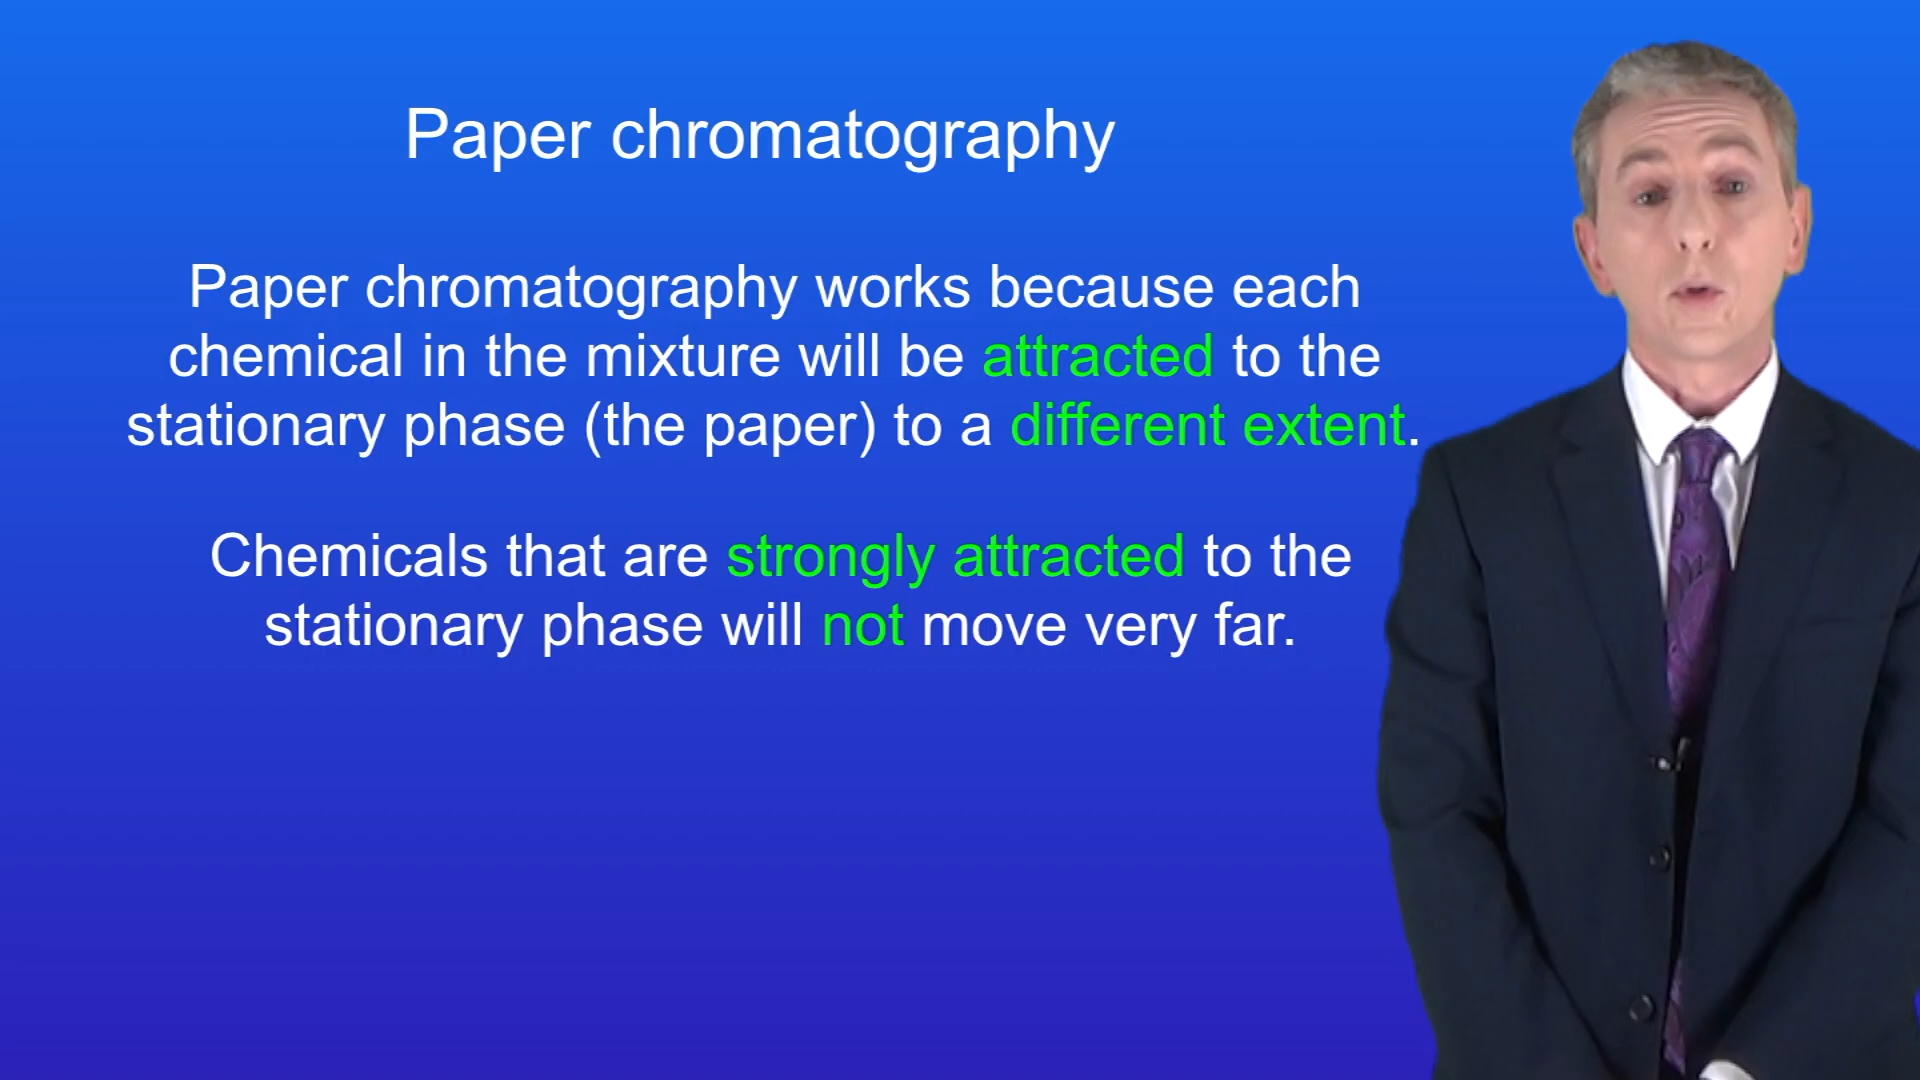 Paper chromatography
Paper chromatography works because each
chemical in the mixture will be attracted to the
stationary phase (the paper) to a different extent.
Chemicals that are strongly attracted to the
stationary phase will not move very far.